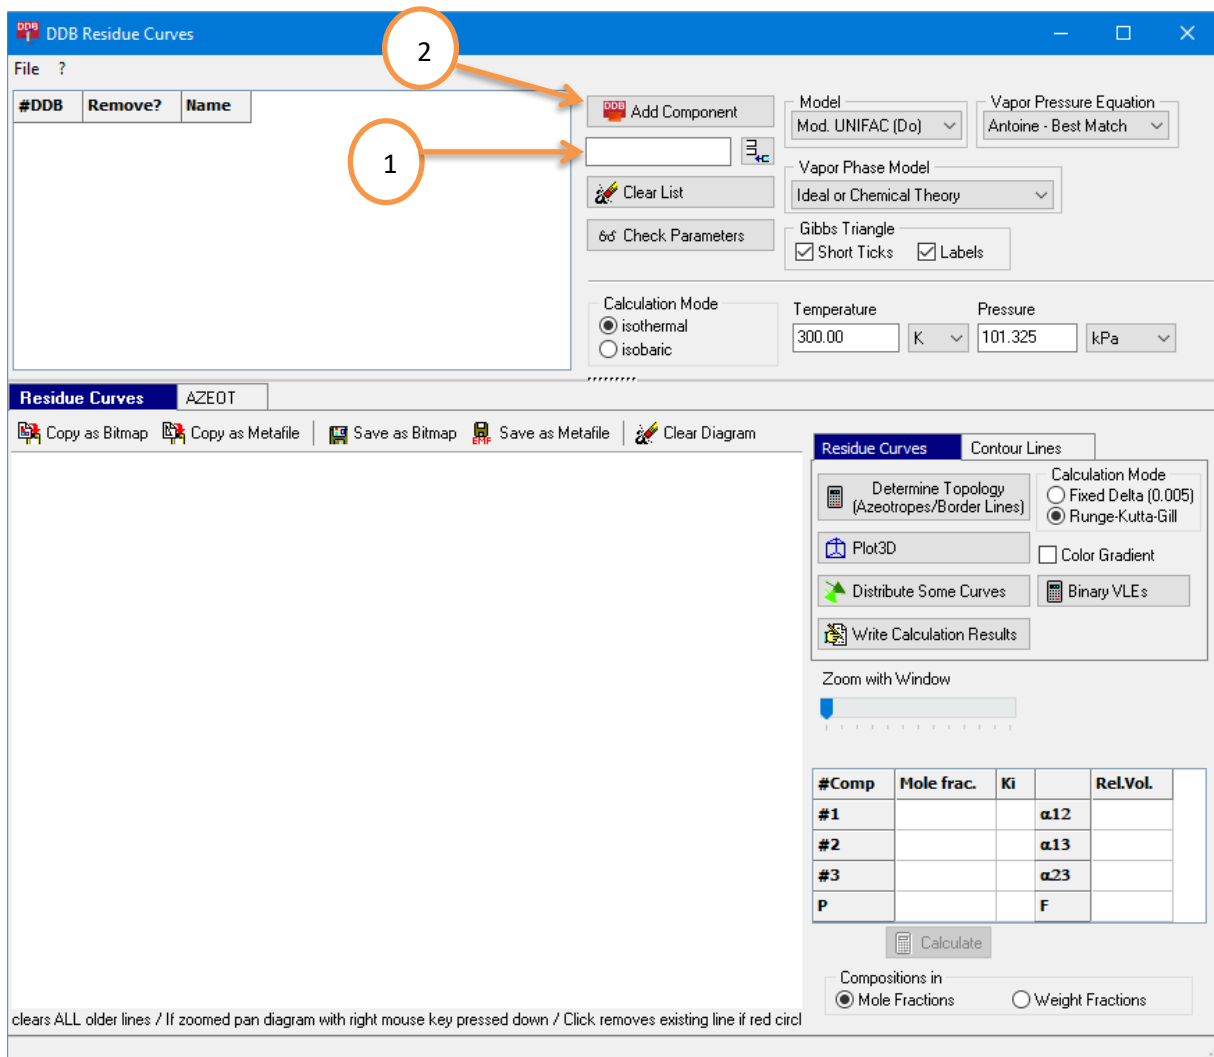 DDB Residue Curves
2
File ?
#DDB Remove? Name
Add Component
1
Clear List
Check Parameters
Model
Mod. UNIFAC (Do)
Vapor Pressure Equation
Antoine - Best Match
Vapor Phase Model
Ideal or Chemical Theory
Gibbs Triangle
Short Ticks Labels
Calculation Mode
isothermal
isobaric
Temperature
300.00 K
Pressure
101.325 kPa
Residue Curves AZEOT
Copy as Bitmap Copy as Metafile Save as Bitmap EMF Save as Metafile Clear Diagram
Residue Curves Contour Lines
Determine Topology
(Azeotropes/Border Lines)
Calculation Mode
Fixed Delta (0.005)
Runge-Kutta-Gill
Plot3D
Color Gradient
Distribute Some Curves
Binary VLEs
Write Calculation Results
Zoom with Window
#Comp Mole frac. Ki Rel.Vol.
#1 α12
#2 α13
#3 α23
P F
Calculate
Compositions in
Mole Fractions Weight Fractions
clears ALL older lines / If zoomed pan diagram with right mouse key pressed down / Click removes existing line if red circl